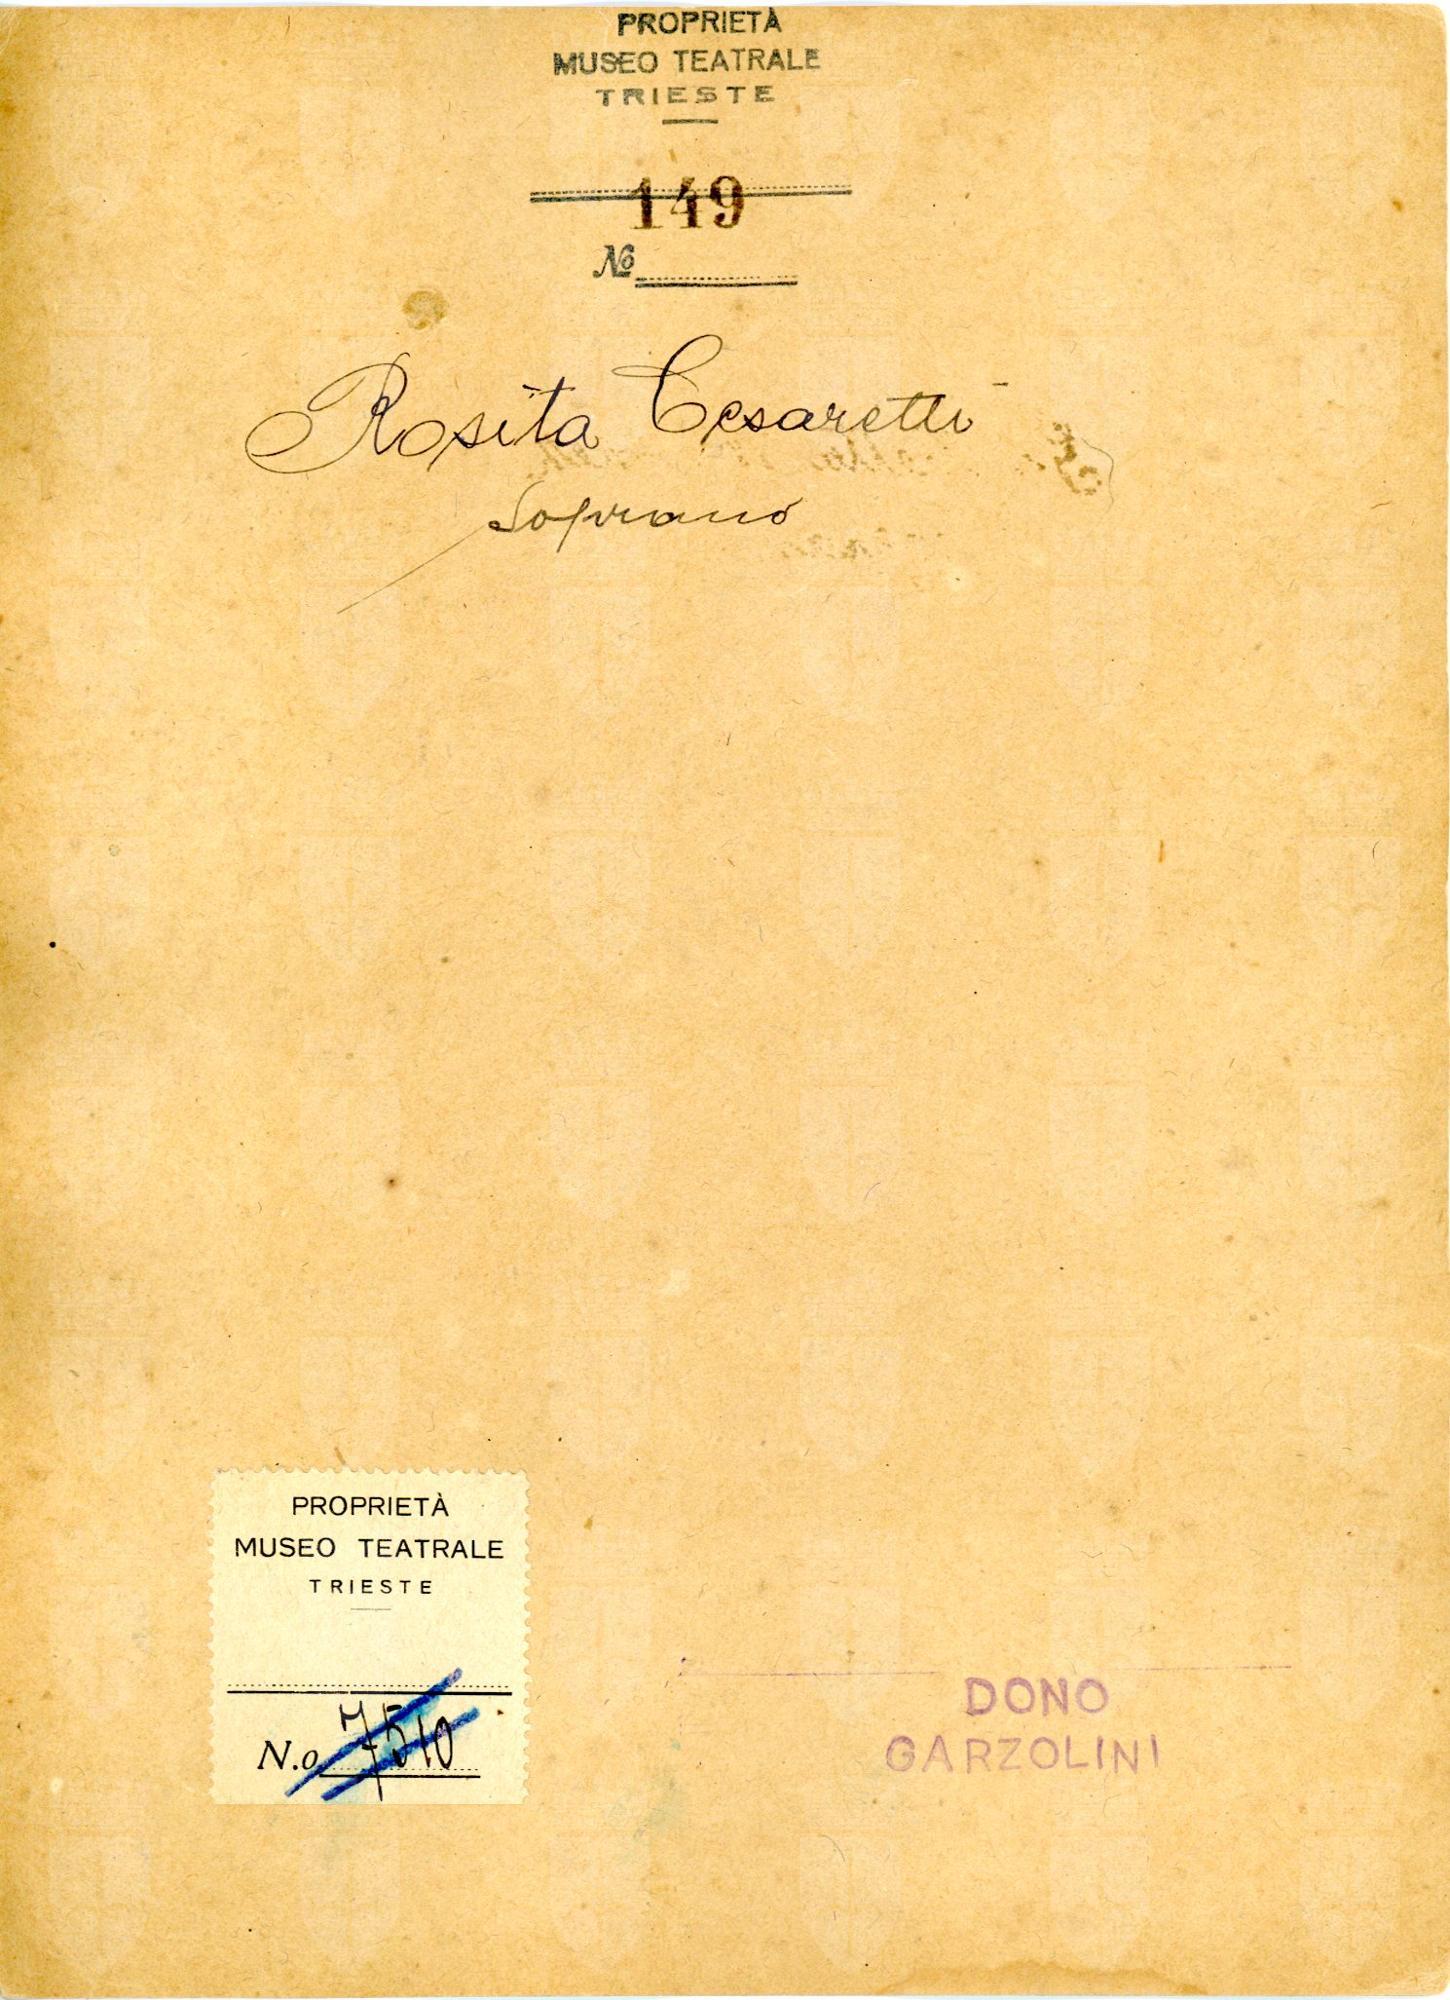 PROPRIETÀ
MUSEO TEATRALE
TRIESTE
149
No
Rosita Cesaretti
Soprano
PROPRIETÀ
MUSEO TEATRALE
TRIESTE
N.o 7510
DONO
GARZOLINI